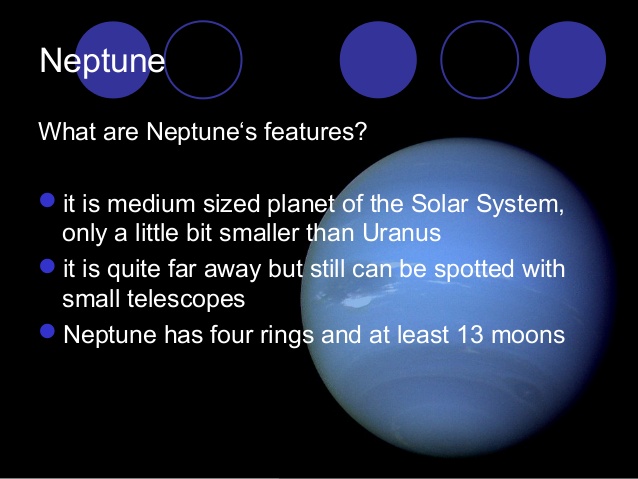 Neptune
What are Neptune‘s features?
it is medium sized planet of the Solar System,
only a little bit smaller than Uranus
it is quite far away but still can be spotted with
small telescopes
Neptune has four rings and at least 13 moons